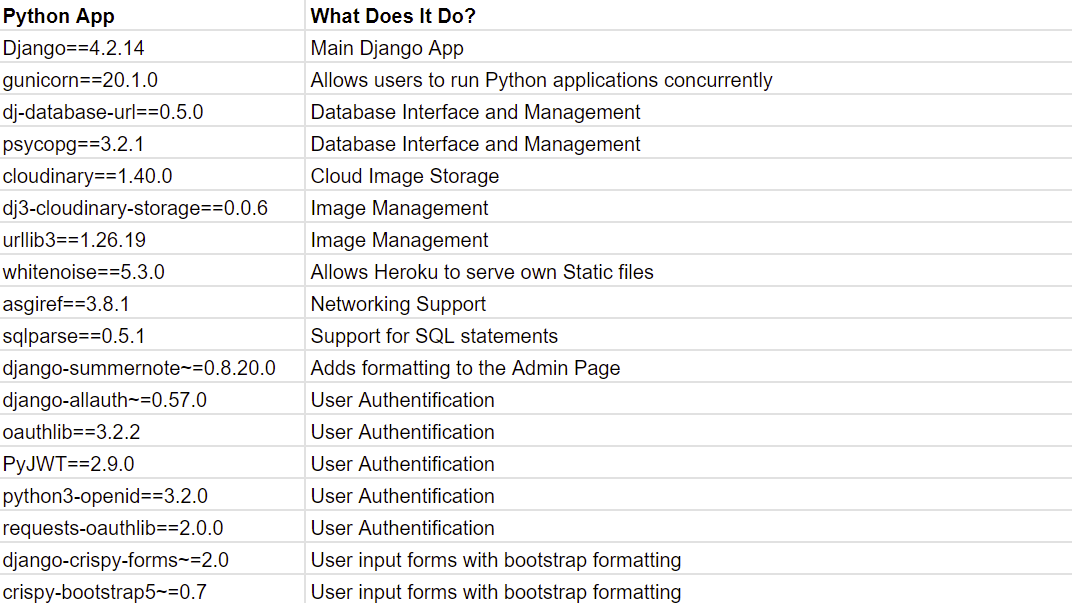 Python App What Does It Do?
Django==4.2.14 Main Django App
gunicorn==20.1.0 Allows users to run Python applications concurrently
dj-database-url==0.5.0 Database Interface and Management
psycopg==3.2.1 Database Interface and Management
cloudinary==1.40.0 Cloud Image Storage
dj3-cloudinary-storage==0.0.6 Image Management
urllib3==1.26.19 Image Management
whitenoise==5.3.0 Allows Heroku to serve own Static files
asgiref==3.8.1 Networking Support
sqlparse==0.5.1 Support for SQL statements
django-summernote~=0.8.20.0 Adds formatting to the Admin Page
django-allauth~=0.57.0 User Authentification
oauthlib==3.2.2 User Authentification
PyJWT==2.9.0 User Authentification
python3-openid==3.2.0 User Authentification
requests-oauthlib==2.0.0 User Authentification
django-crispy-forms~=2.0 User input forms with bootstrap formatting
crispy-bootstrap5~=0.7 User input forms with bootstrap formatting